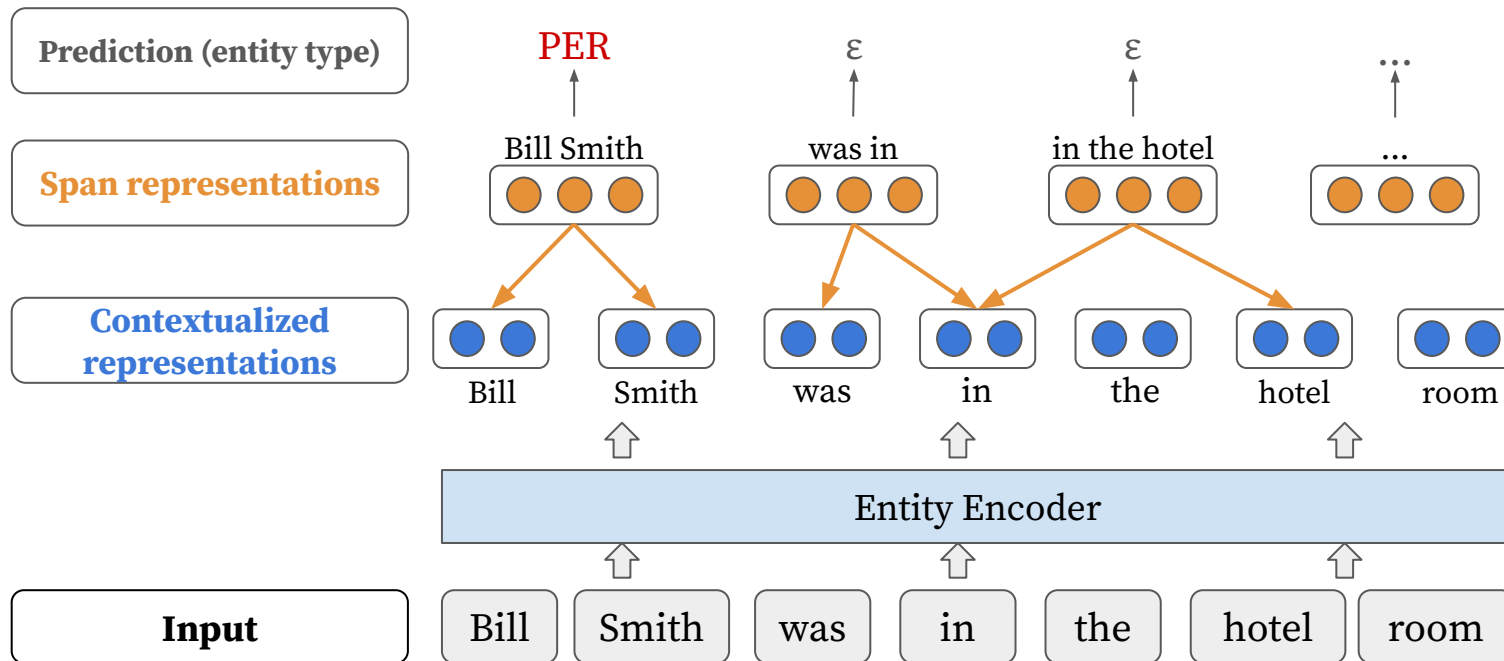 Prediction (entity type)
PER
ε
ε
...
Span representations
Bill Smith
was in
in the hotel
...
Contextualized
representations
Bill
Smith
was
in
the
hotel
room
Entity Encoder
Input
Bill
Smith
was
in
the
hotel
room